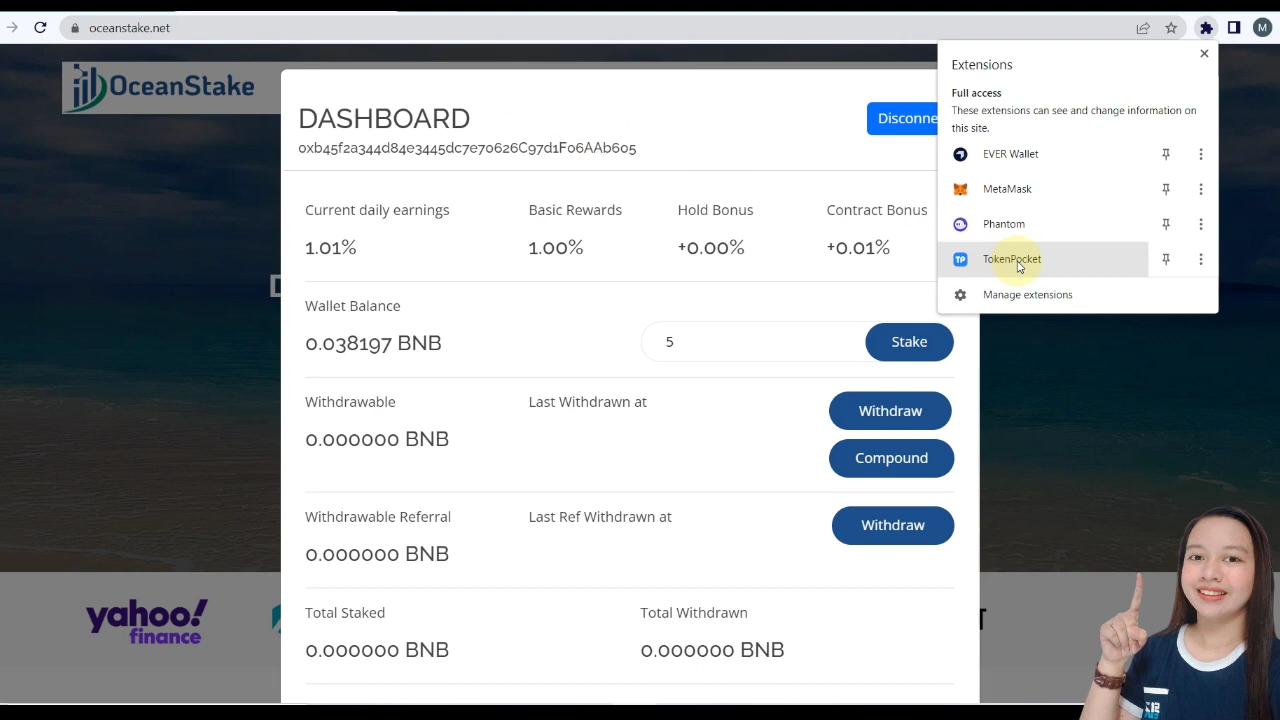 oceanstake.net
M
OceanStake
Extensions
Full access
These extensions can see and change information on
this site.
EVER Wallet
MetaMask
Phantom
TP TokenPocket
Manage extensions
DASHBOARD
Disconne
0xb45f2a344d84e3445dc7e70626C97d1F06AAb605
Current daily earnings
Basic Rewards
Hold Bonus
Contract Bonus
1.01%
1.00%
+0.00%
+0.01%
Wallet Balance
0.038197 BNB
5
Stake
Withdrawable
Last Withdrawn at
Withdraw
0.000000 BNB
Compound
Withdrawable Referral
Last Ref Withdrawn at
Withdraw
0.000000 BNB
Total Staked
Total Withdrawn
0.000000 BNB
0.000000 BNB
yahoo!
finance